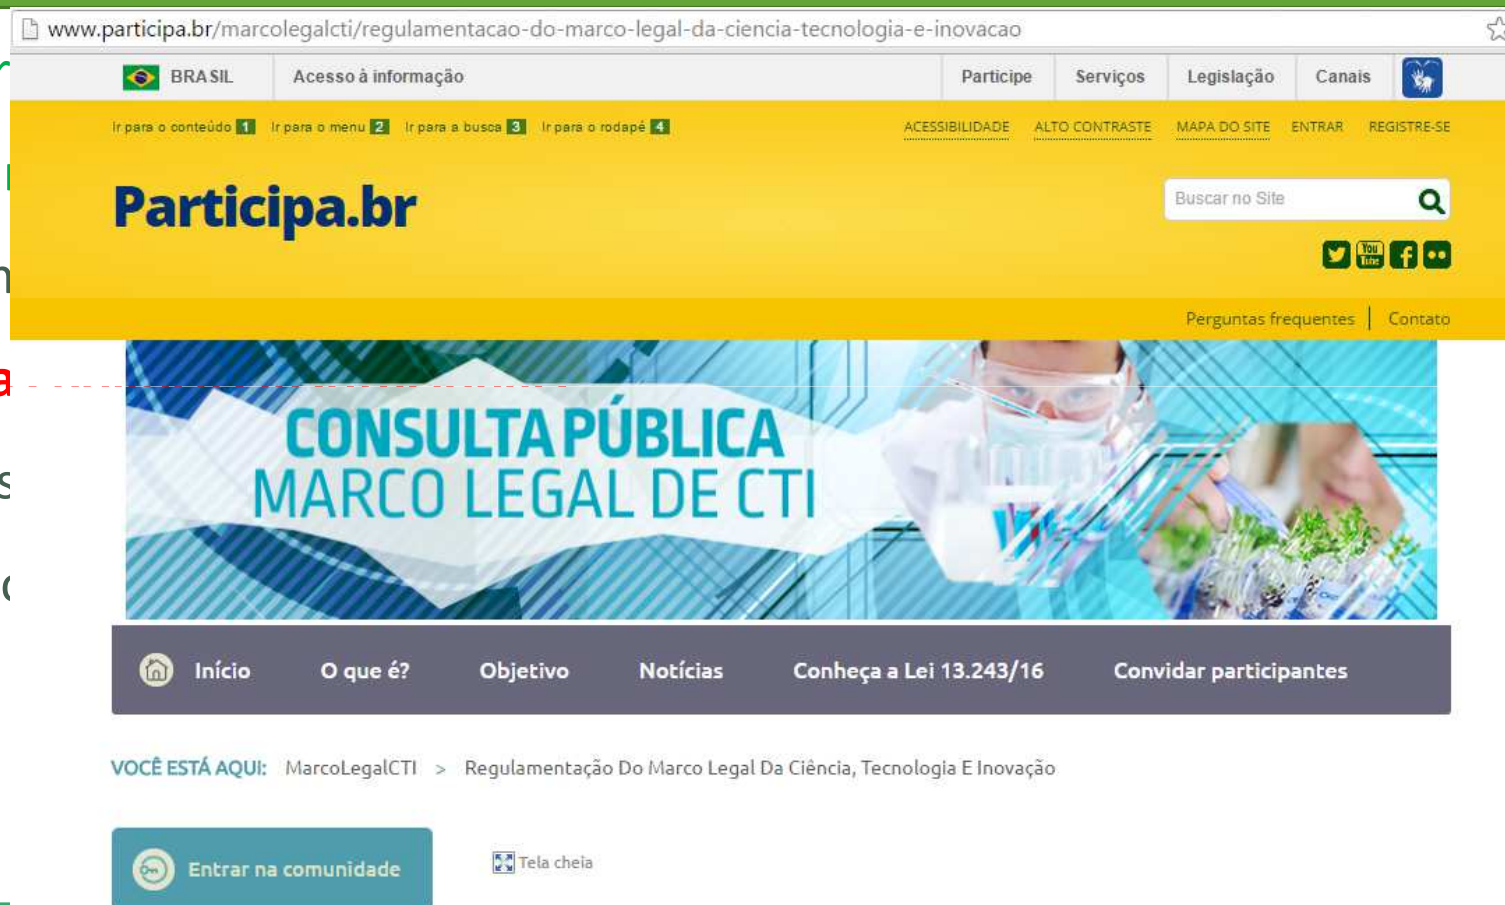 www.participa.br/marcolegalcti/regulamentacao-do-marco-legal-da-ciencia-tecnologia-e-inovacao
BRASIL Acesso à informação Participe Serviços Legislação Canais
Ir para o conteúdo 1 Ir para o menu 2 Ir para a busca 3 Ir para o rodapé 4 ACESSIBILIDADE ALTO CONTRASTE MAPA DO SITE ENTRAR REGISTRE-SE
Participa.br
Buscar no Site
You Tube
Perguntas frequentes | Contato
CONSULTA PÚBLICA
MARCO LEGAL DE CTI
Início O que é? Objetivo Notícias Conheça a Lei 13.243/16 Convidar participantes
VOCÊ ESTÁ AQUI: MarcoLegalCTI > Regulamentação Do Marco Legal Da Ciência, Tecnologia E Inovação
Entrar na comunidade Tela cheia